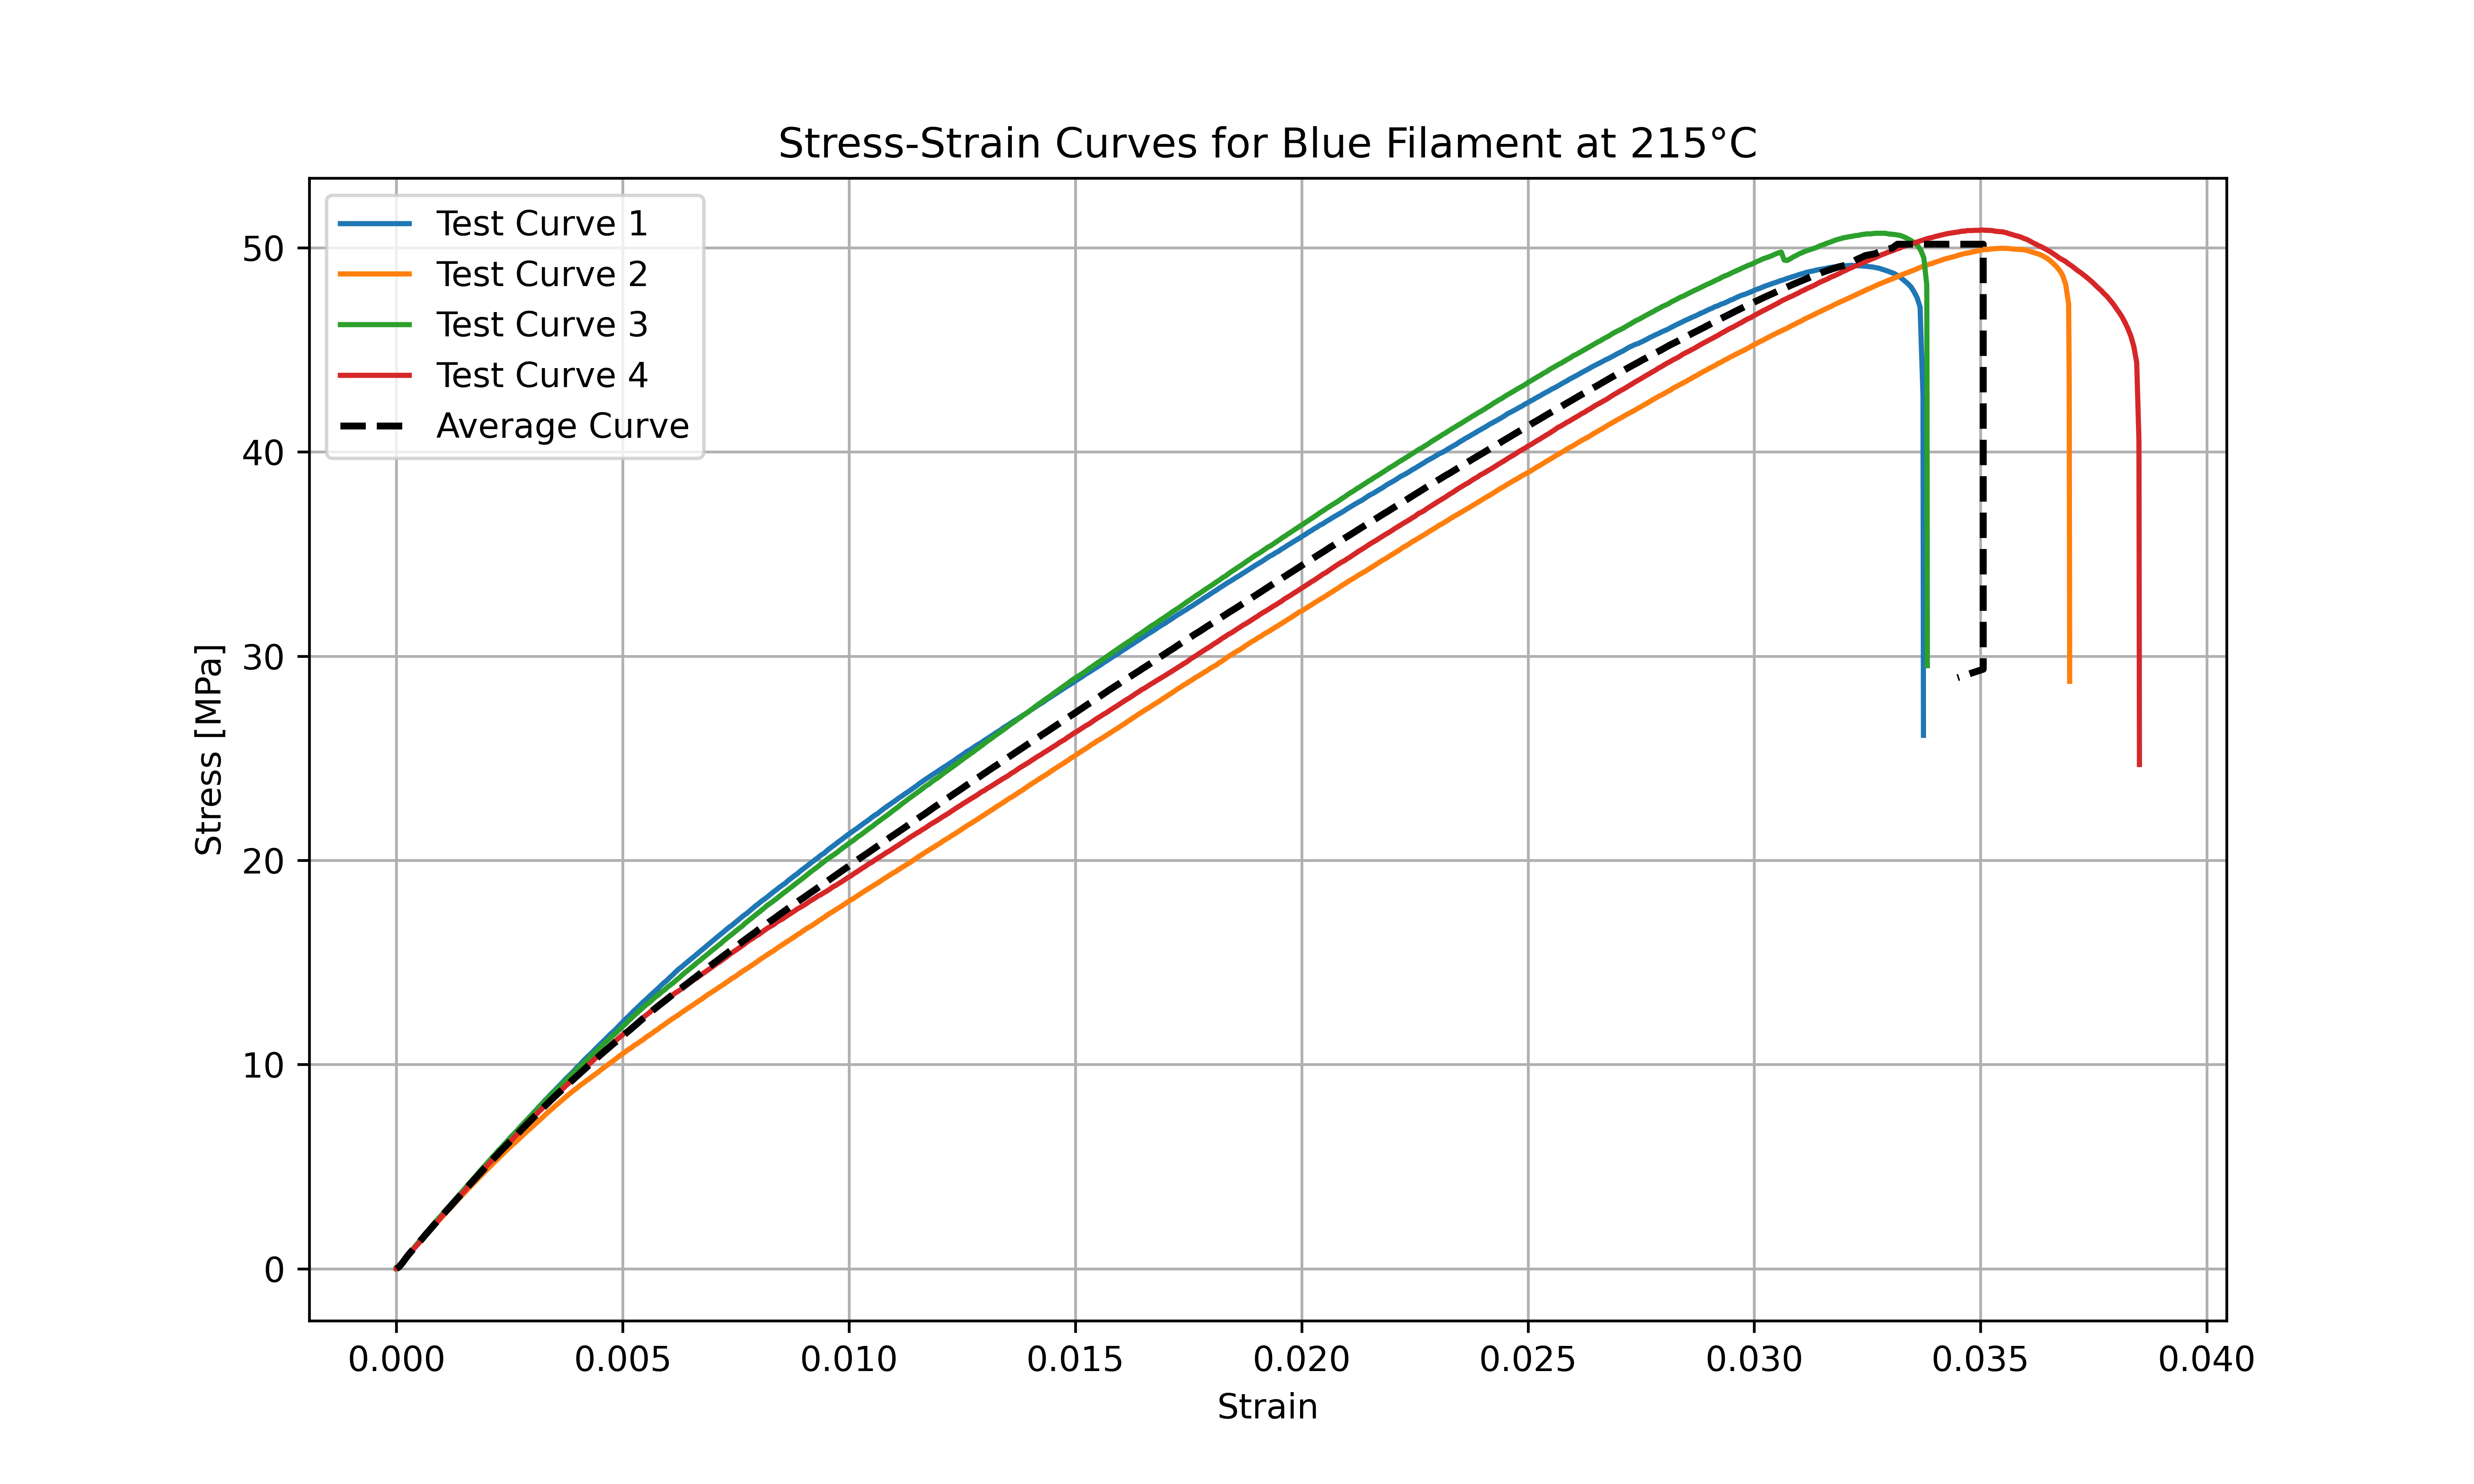 Stress-Strain Curves for Blue Filament at 215°C
Test Curve 1
Test Curve 2
Test Curve 3
Test Curve 4
Average Curve
50
40
30
20
10
0
Stress [MPa]
0.000 0.005 0.010 0.015 0.020 0.025 0.030 0.035 0.040
Strain